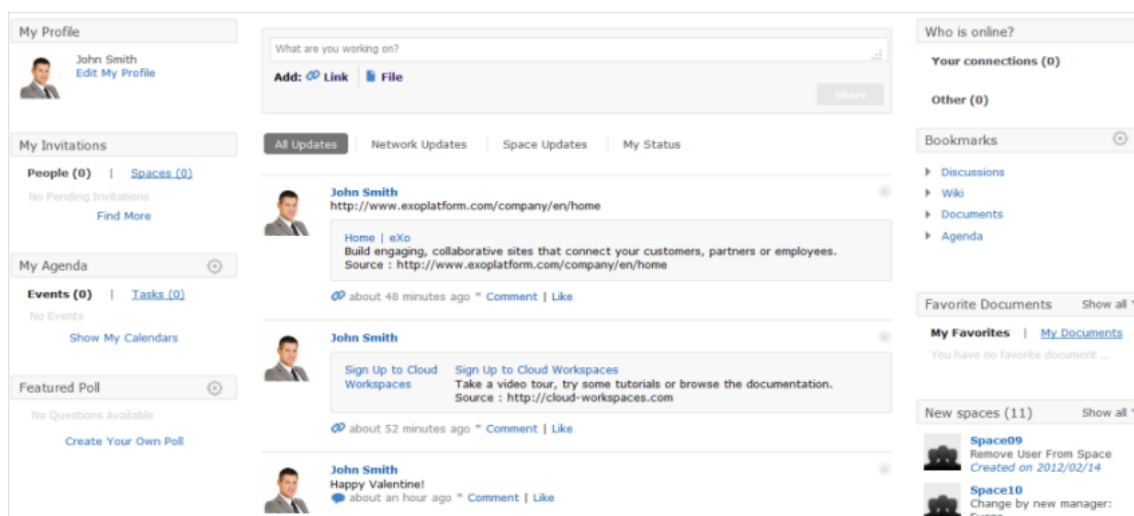 My Profile
John Smith
Edit My Profile
My Invitations
People (0) | Spaces (0)
No Pending Invitations
Find More
My Agenda
Events (0) | Tasks (0)
No Events
Show My Calendars
Featured Poll
No Questions Available
Create Your Own Poll
What are you working on?
Add: Link | File
Share
All Updates | Network Updates | Space Updates | My Status
John Smith
http://www.exoplatform.com/company/en/home
Home | eXo
Build engaging, collaborative sites that connect your customers, partners or employees.
Source : http://www.exoplatform.com/company/en/home
about 48 minutes ago * Comment | Like
John Smith
Sign Up to Cloud
Workspaces
Sign Up to Cloud Workspaces
Take a video tour, try some tutorials or browse the documentation.
Source : http://cloud-workspaces.com
about 52 minutes ago * Comment | Like
John Smith
Happy Valentine!
about an hour ago * Comment | Like
Who is online?
Your connections (0)
Other (0)
Bookmarks
Discussions
Wiki
Documents
Agenda
Favorite Documents Show all
My Favorites | My Documents
You have no favorite document ...
New spaces (11) Show all
Space09
Remove User From Space
Created on 2012/02/14
Space10
Change by new manager: